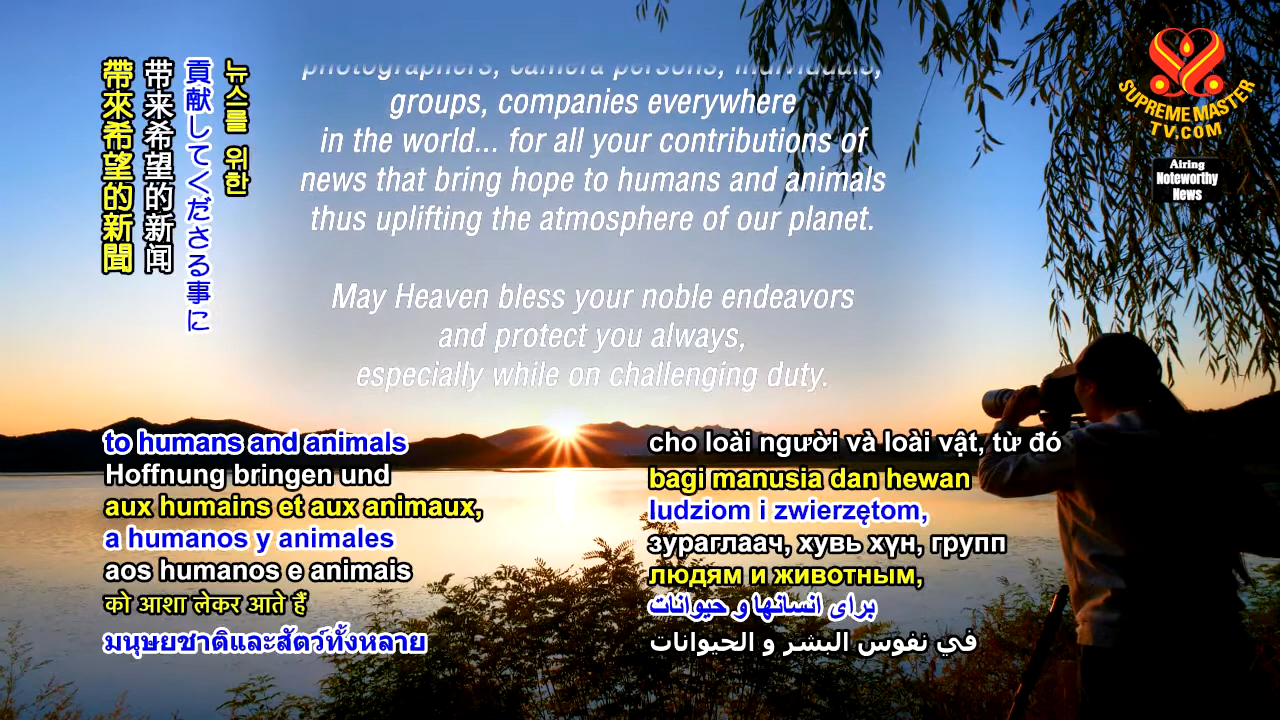 photographers, camera persons, individuals,
groups, companies everywhere
in the world... for all your contributions of
news that bring hope to humans and animals
thus uplifting the atmosphere of our planet.
May Heaven bless your noble endeavors
and protect you always,
especially while on challenging duty.
SUPREME MASTER
TV.COM
Airing
Noteworthy
News
뉴스를 위한
貢献してくださる事に
带来希望的新闻
帶來希望的新聞
to humans and animals
Hoffnung bringen und
aux humains et aux animaux,
a humanos y animales
aos humanos e animais
को आशा लेकर आते हैं
มนุษยชาติและสัตว์ทั้งหลาย
cho loài người và loài vật, từ đó
bagi manusia dan hewan
ludziom i zwierzętom,
зураглаач, хувь хүн, групп
людям и животным,
برای انسانها و حیوانات
في نفوس البشر و الحيوانات